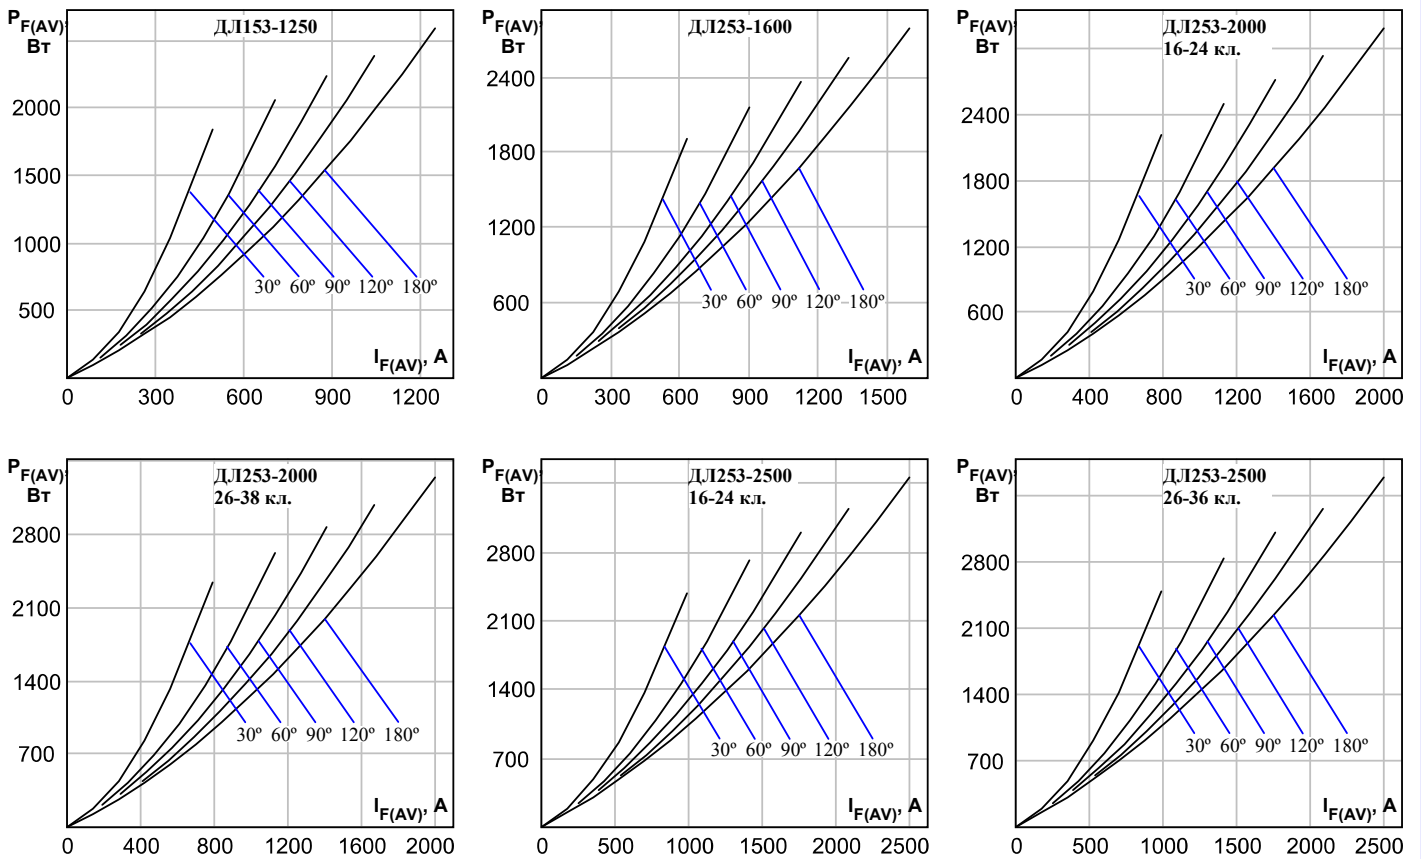 P F(AV), Вт
ДЛ153-1250
2000
1500
1000
500
30º 60º 90º 120º 180º
I F(AV), А
0 300 600 900 1200
P F(AV), Вт
ДЛ253-1600
2400
1800
1200
600
30º 60º 90º 120º 180º
I F(AV), А
0 300 600 900 1200 1500
P F(AV), Вт
ДЛ253-2000
16-24 кл.
2400
1800
1200
600
30º 60º 90º 120º 180º
I F(AV), А
0 400 800 1200 1600 2000
P F(AV), Вт
ДЛ253-2000
26-38 кл.
2800
2100
1400
700
30º 60º 90º 120º 180º
I F(AV), А
0 400 800 1200 1600 2000
P F(AV), Вт
ДЛ253-2500
16-24 кл.
2800
2100
1400
700
30º 60º 90º 120º 180º
I F(AV), А
0 500 1000 1500 2000 2500
P F(AV), Вт
ДЛ253-2500
26-36 кл.
2800
2100
1400
700
30º 60º 90º 120º 180º
I F(AV), А
0 500 1000 1500 2000 2500